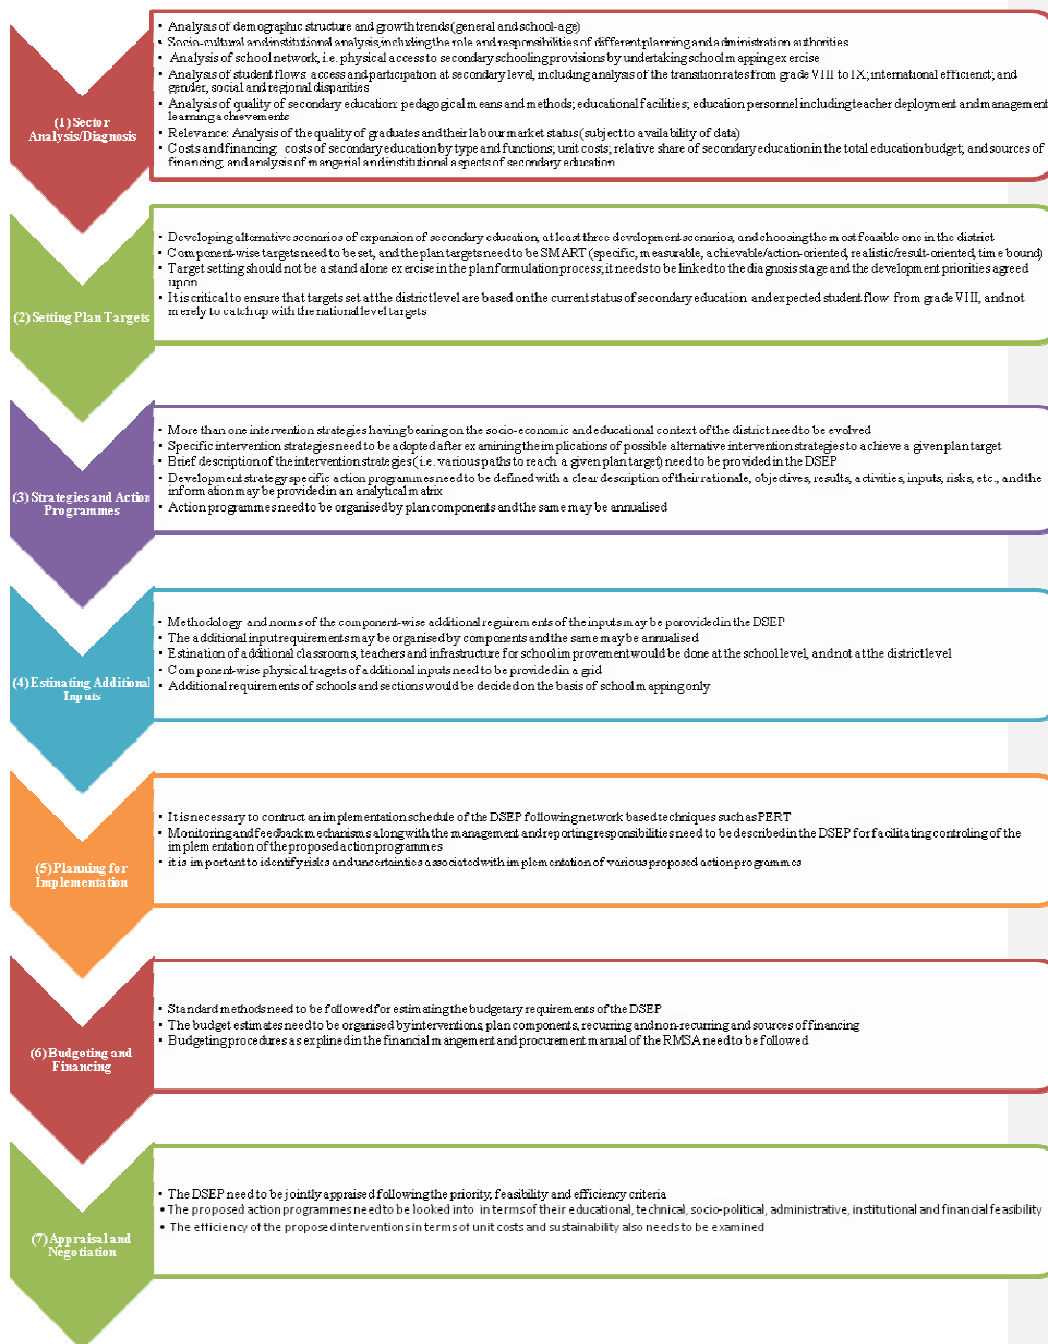 (1) Sector
Analysis/Diagnosis
• Analysis of demographic structure and growth trends (general and school-age)
• Socio-cultural and institutional analysis, including the role and responsibilities of different planning and administration authorities
• Analysis of school network, i.e. physical access to secondary schooling provisions by undertaking school mapping exercise
• Analysis of student flows: access and participation at secondary level, including analysis of the transition rates from grade VIII to IX; international efficienct; and
gender, social and regional disparities
• Analysis of quality of secondary education: pedagogical means and methods; educational facilities; education personnel including teacher deployment and management
learning achievements
• Relevance: Analysis of the quality of graduates and their labour market status (subject to availability of data)
• Costs and financing: costs of secondary education by type and functions; unit costs; relative share of secondary education in the total education budget; and sources of
financing; and analysis of mangerial and institutional aspects of secondary education
(2) Setting Plan Targets
• Developing alternative scenarios of expansion of secondary education, at least three development scenarios, and choosing the most feasible one in the district
• Component-wise targets need to be set, and the plan targets need to be SMART (specific, measurable, achievable/action-oriented, realistic/result-oriented, time bound)
• Target setting should not be a stand alone exercise in the plan formulation process; it needs to be linked to the diagnosis stage and the development priorities agreed
upon
• It is critical to ensure that targets set at the district level are based on the current status of secondary education and expected student flow from grade VIII, and not
merely to catch up with the national level targets
(3) Strategies and Action
Programmes
• More than one intervention strategies having bearing on the socio-economic and educational context of the district need to be evolved
• Specific intervention strategies need to be adopted after examining the implications of possible alternative intervention strategies to achieve a given plan target
• Brief description of the intervention strategies (i.e. various paths to reach a given plan target) need to be provided in the DSEP
• Development strategy specific action programmes need to be defined with a clear description of their rationale, objectives, results, activities, inputs, risks, etc., and the
information may be provided in an analytical matrix
• Action programmes need to be organised by plan components and the same may be annualised
(4) Estimating Additional
Inputs
• Methodology and norms of the component-wise additional requirements of the inputs may be porovided in the DSEP
• The additional input requirements may be organised by components and the same may be annualised
• Estimation of additional classrooms, teachers and infrastructure for school improvement would be done at the school level, and not at the district level
• Component-wise physical tragets of additional inputs need to be provided in a grid
• Additional requirements of schools and sections would be decided on the basis of school mapping only
(5) Planning for
Implementation
• It is necessary to contruct an implementation schedule of the DSEP following network based techniques such as PERT
• Monitoring and feedback mechanisms along with the management and reporting responsibilities need to be described in the DSEP for facilitating controling of the
implementation of the proposed action programmes
• it is important to identify risks and uncertainties associated with implementation of various proposed action programmes
(6) Budgeting and
Financing
• Standard methods need to be followed for estimating the budgetary requirements of the DSEP
• The budget estimates need to be organised by interventions, plan components, recurring and non-recurring and sources of financing
• Budgeting procedures as explined in the financial mangement and procurement manual of the RMSA need to be followed
(7) Appraisal and
Negotiation
• The DSEP need to be jointly appraised following the priority, feasibility and efficiency criteria
• The proposed action programmes need to be looked into in terms of their educational, technical, socio-political, administrative, institutional and financial feasibility
• The efficiency of the proposed interventions in terms of unit costs and sustainability also needs to be examined